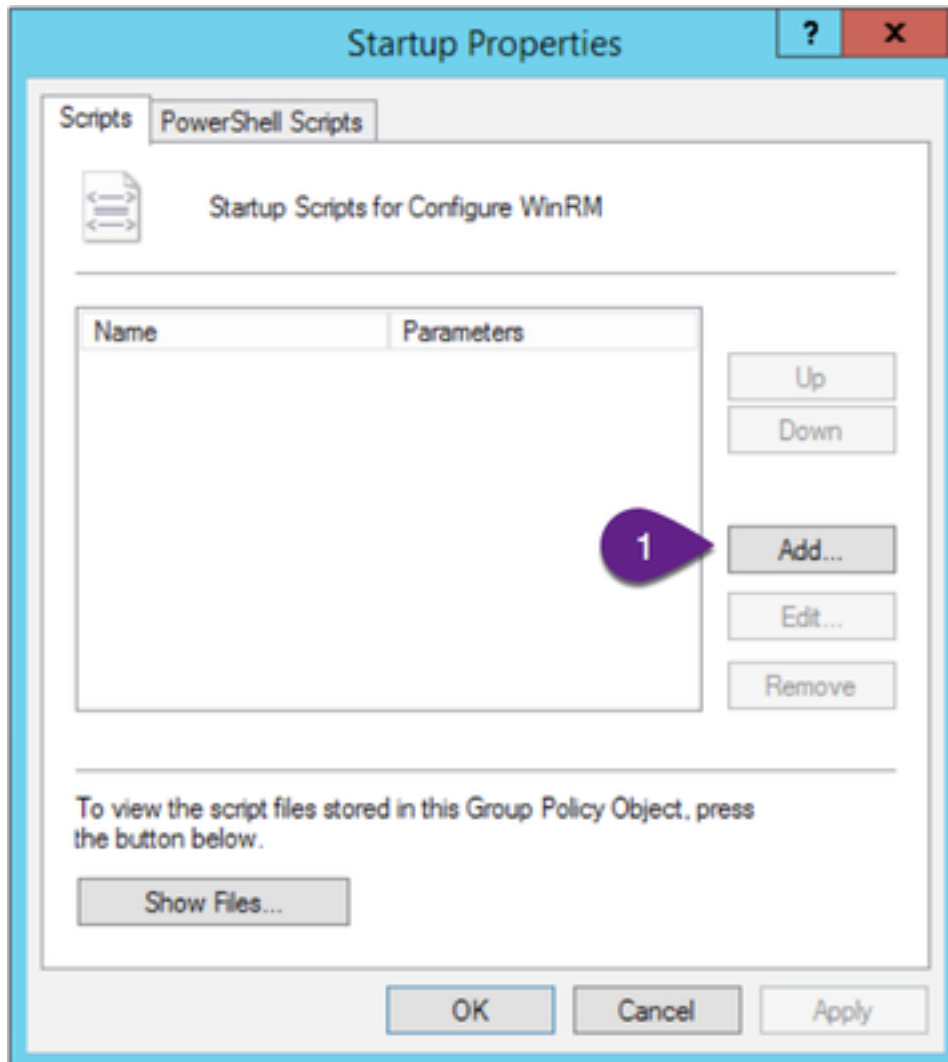 Startup Properties
?
x
Scripts
PowerShell Scripts
Startup Scripts for Configure WinRM
Name
Parameters
Up
Down
1
Add...
Edit...
Remove
To view the script files stored in this Group Policy Object, press
the button below.
Show Files...
OK
Cancel
Apply